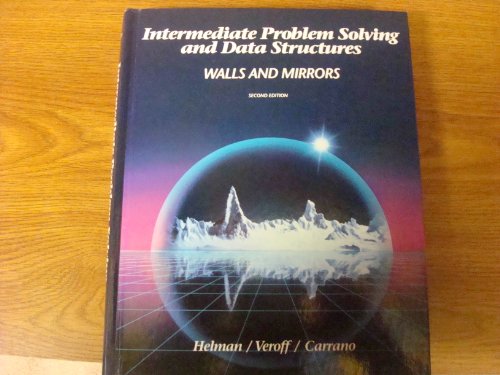 Intermediate Problem Solving
and Data Structures
WALLS AND MIRRORS
SECOND EDITION
Helman / Veroff / Carrano